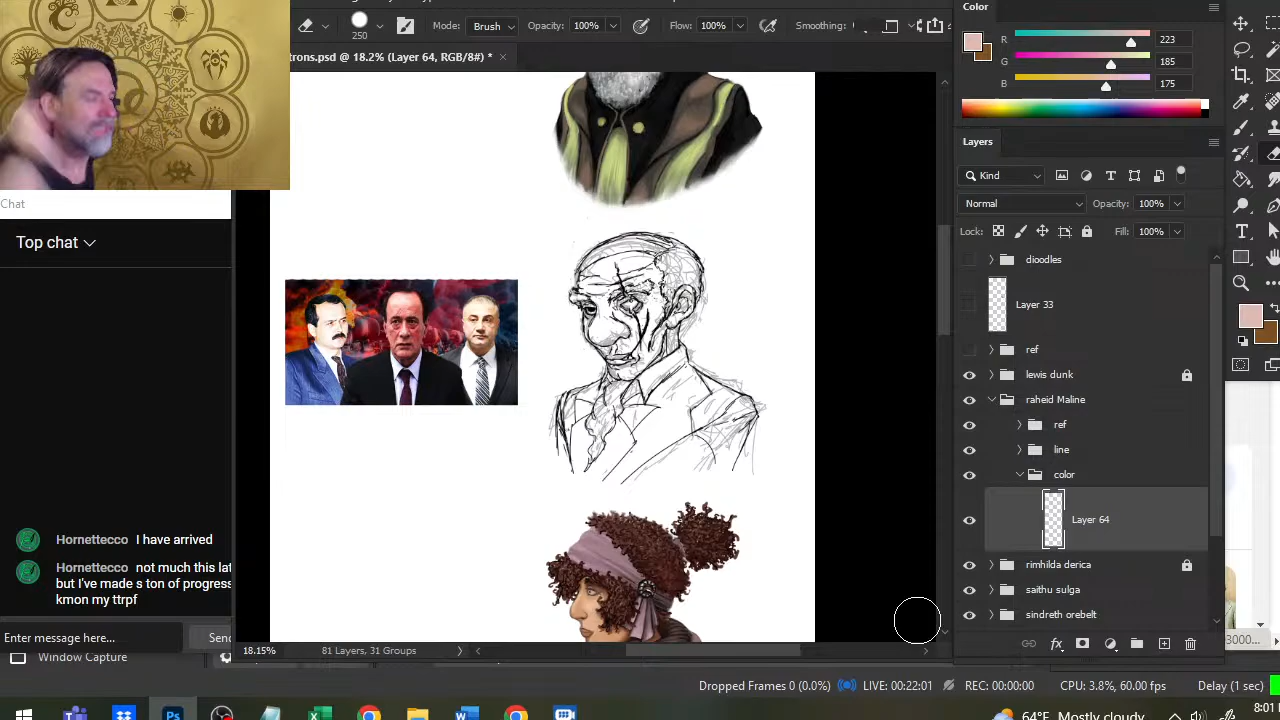 250
Mode:
Brush
Opacity:
100%
Flow:
100%
Smoothing:
trons.psd @ 18.2% (Layer 64, RGB/8#) *
Color
R
223
G
185
B
175
Layers
Kind
Normal
Opacity:
100%
Lock:
Fill:
100%
dioodles
Layer 33
ref
lewis dunk
raheid Maline
ref
line
color
Layer 64
rimhilda derica
saithu sulga
sindreth orebelt
Chat
Top chat
Hornettecco I have arrived
Hornettecco not much this lat
but I've made s ton of progress
kmon my ttrpf
Enter message here...
Sen
Window Capture
18.15%
81 Layers, 31 Groups
3000...
Dropped Frames 0 (0.0%)
LIVE: 00:22:01
REC: 00:00:00
CPU: 3.8%, 60.00 fps
Delay (1 sec)
64°F Mostly cloudy
8:01